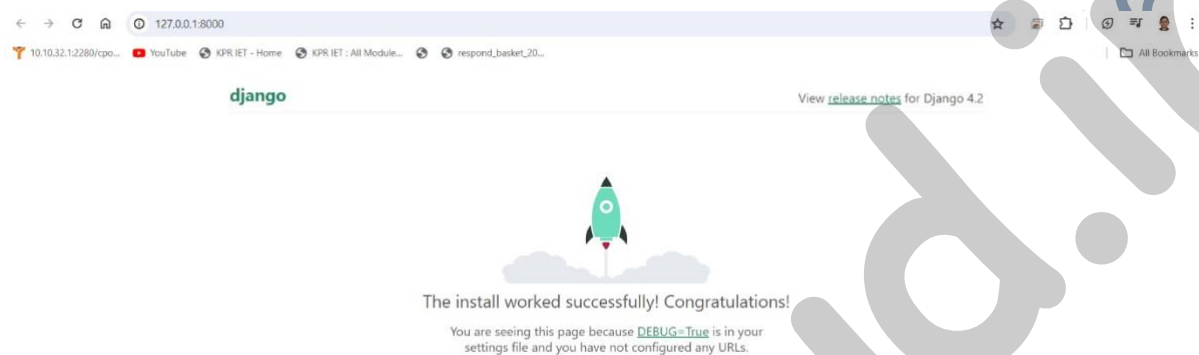 127.0.0.1:8000
10.10.32.1:2280/cpo... YouTube KPR IET - Home KPR IET : All Module... respond_basket_20... All Bookmarks
django View release notes for Django 4.2
The install worked successfully! Congratulations!
You are seeing this page because DEBUG=True is in your
settings file and you have not configured any URLs.